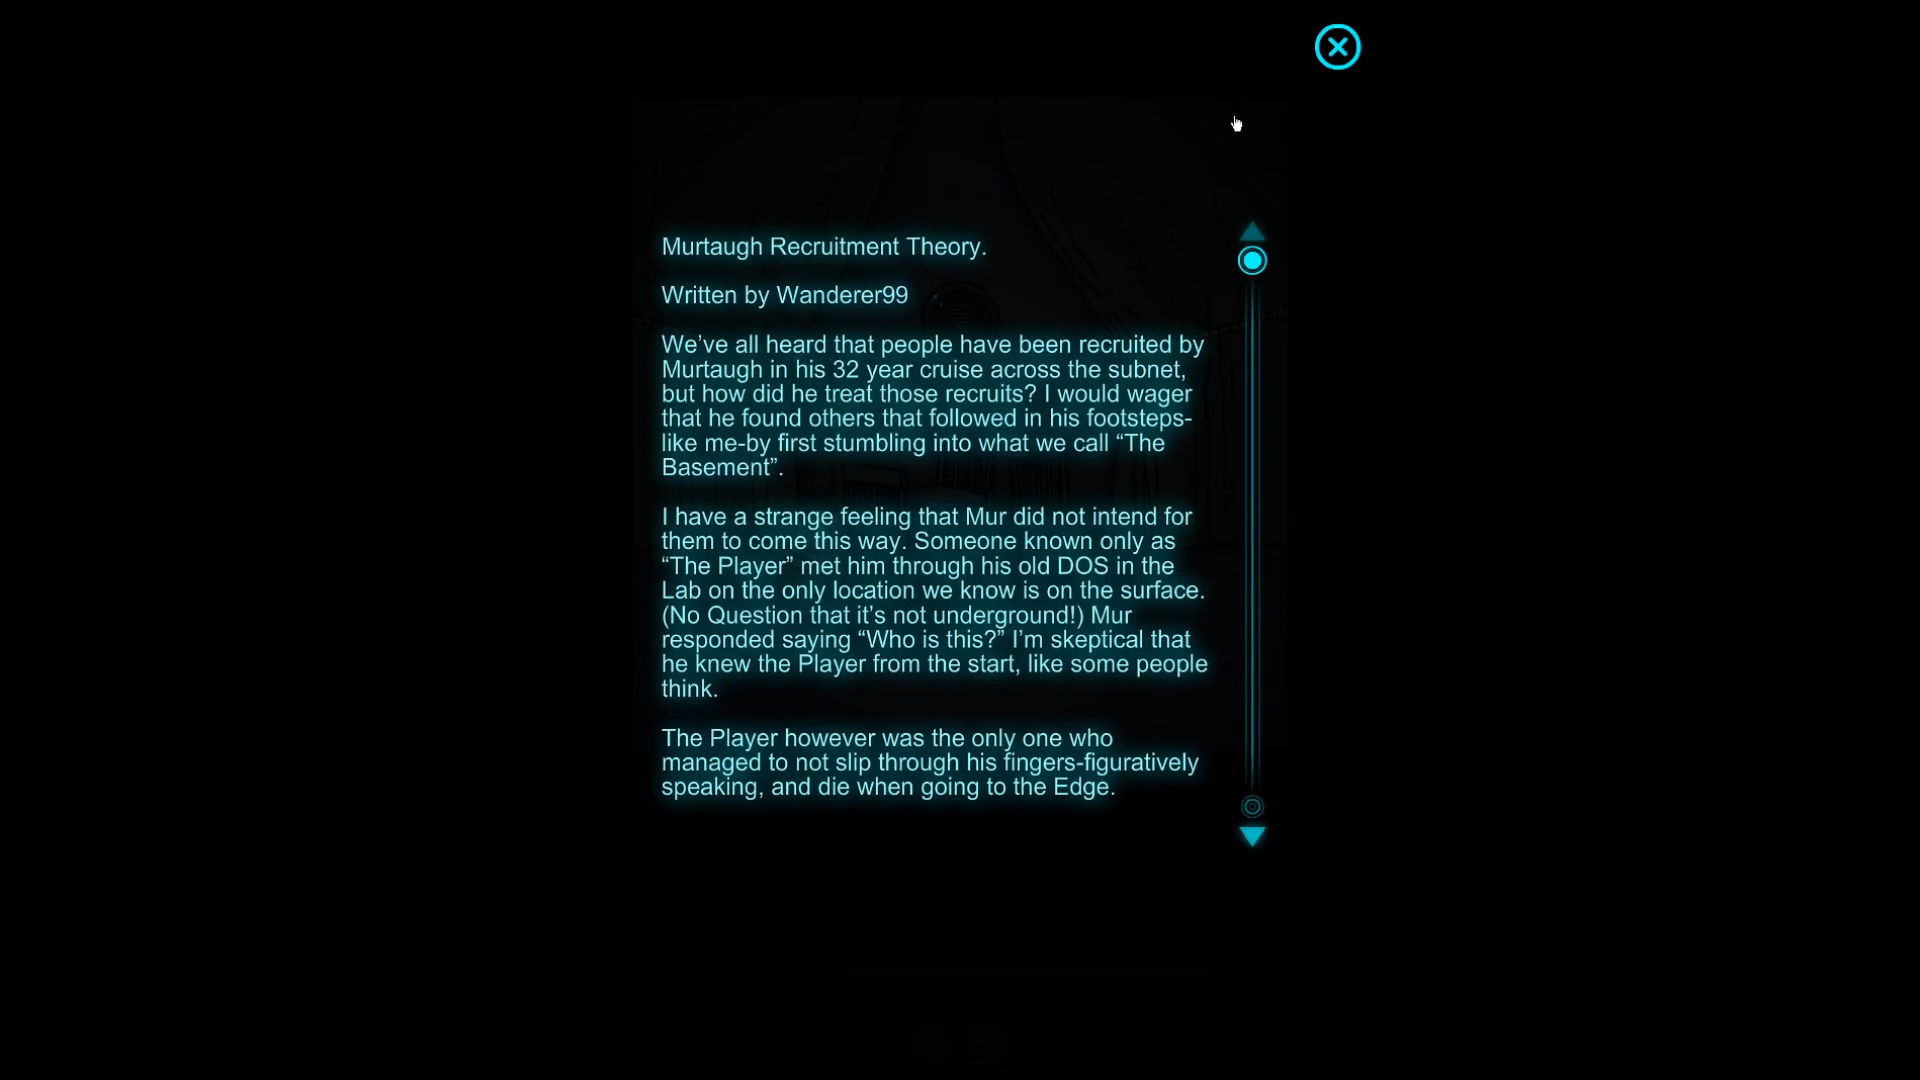 Murtaugh Recruitment Theory.
Written by Wanderer99
We’ve all heard that people have been recruited by
Murtaugh in his 32 year cruise across the subnet,
but how did he treat those recruits? I would wager
that he found others that followed in his footsteps-
like me-by first stumbling into what we call “The
Basement”.
I have a strange feeling that Mur did not intend for
them to come this way. Someone known only as
“The Player” met him through his old DOS in the
Lab on the only location we know is on the surface.
(No Question that it’s not underground!) Mur
responded saying “Who is this?” I’m skeptical that
he knew the Player from the start, like some people
think.
The Player however was the only one who
managed to not slip through his fingers-figuratively
speaking, and die when going to the Edge.